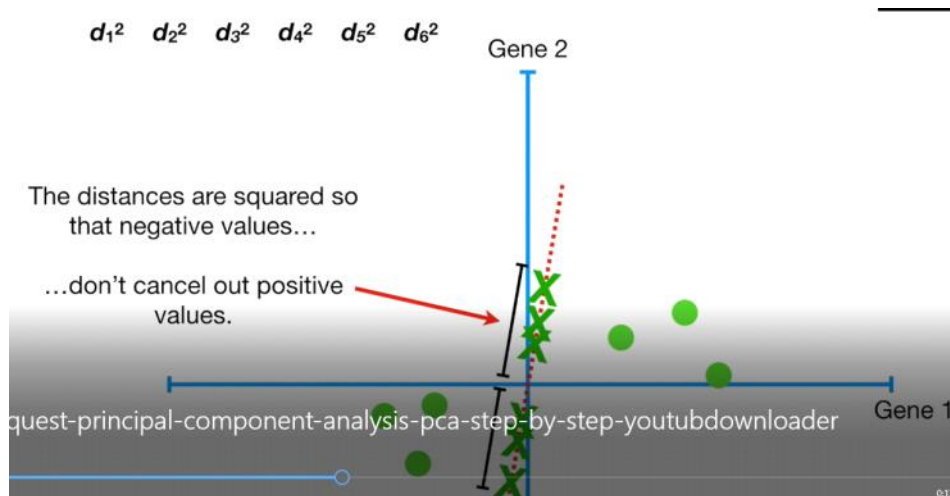 d₁² d₂² d₃² d₄² d₅² d₆²
Gene 2
The distances are squared so
that negative values…
…don’t cancel out positive
values.
Gene 1
quest-principal-component-analysis-pca-step-by-step-youtubdownloader